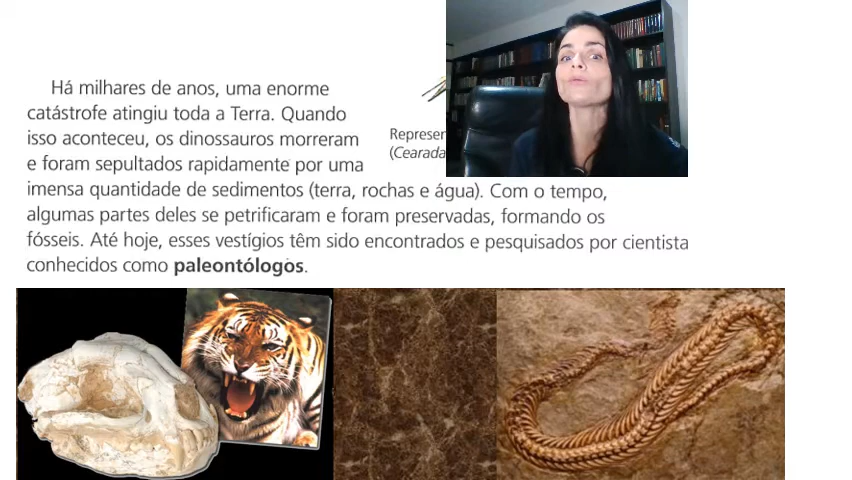 Há milhares de anos, uma enorme
catástrofe atingiu toda a Terra. Quando
isso aconteceu, os dinossauros morreram
e foram sepultados rapidamente por uma
imensa quantidade de sedimentos (terra, rochas e água). Com o tempo,
algumas partes deles se petrificaram e foram preservadas, formando os
fósseis. Até hoje, esses vestígios têm sido encontrados e pesquisados por cientista
conhecidos como paleontólogos.
Represen
(Cearada